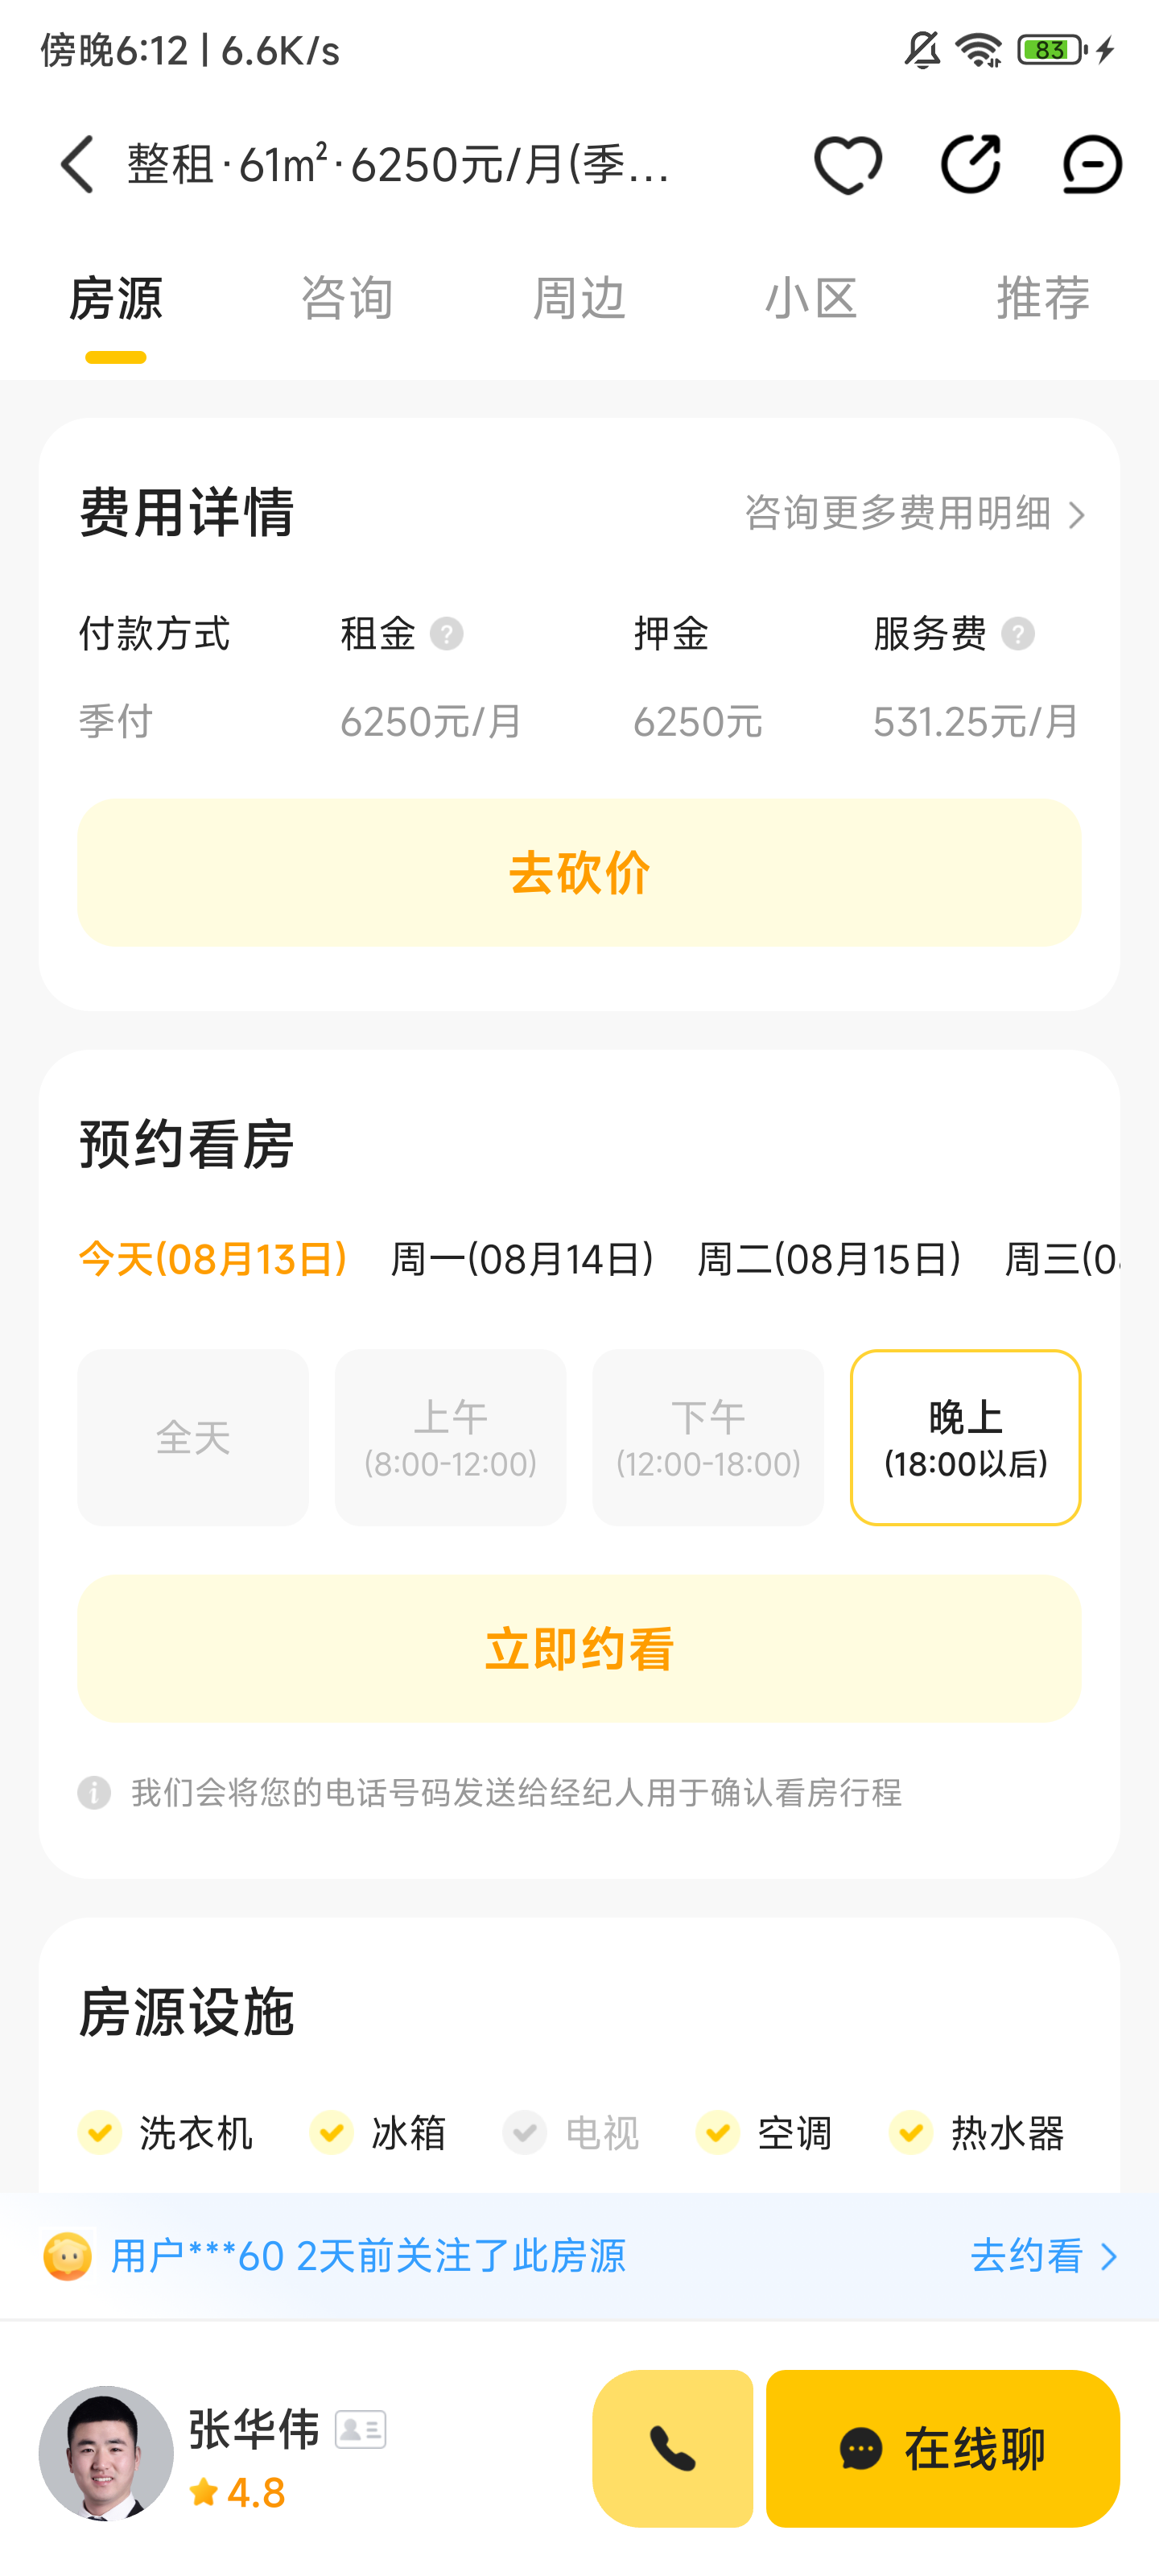 傍晚6:12 | 6.6K/s
83
整租·61㎡·6250元/月(季...
房源 咨询 周边 小区 推荐
费用详情 咨询更多费用明细
付款方式 租金 ? 押金 服务费 ?
季付 6250元/月 6250元 531.25元/月
去砍价
预约看房
今天(08月13日) 周一(08月14日) 周二(08月15日) 周三(0
全天 上午 下午 晚上
(8:00-12:00) (12:00-18:00) (18:00以后)
立即约看
我们会将您的电话号码发送给经纪人用于确认看房行程
房源设施
洗衣机 冰箱 电视 空调 热水器
用户***60 2天前关注了此房源 去约看
张华伟
4.8
在线聊